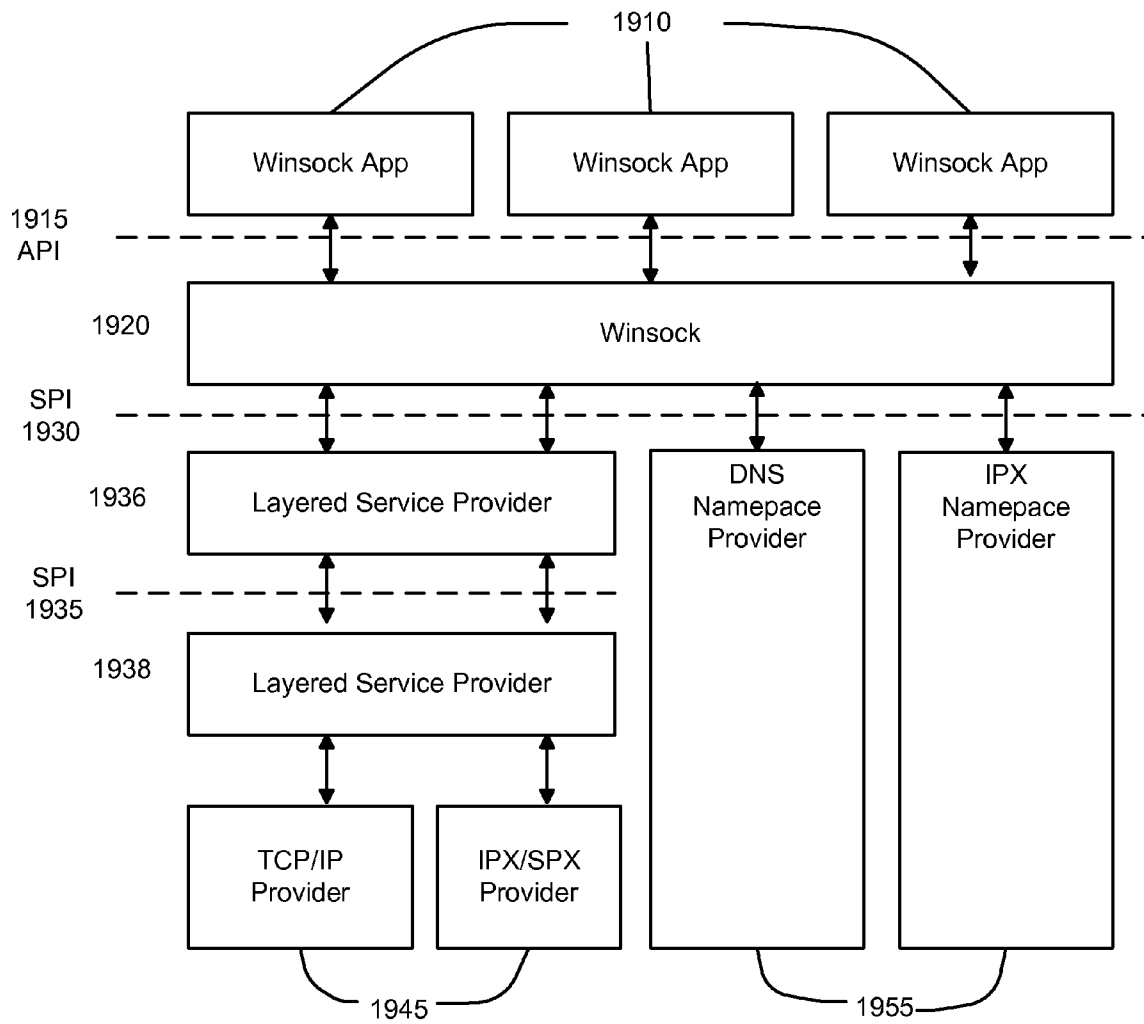 1910
Winsock App
Winsock App
Winsock App
1915
API
1920
Winsock
SPI
1930
1936
Layered Service Provider
DNS
Namepace
Provider
IPX
Namepace
Provider
SPI
1935
1938
Layered Service Provider
TCP/IP
Provider
IPX/SPX
Provider
1945
1955